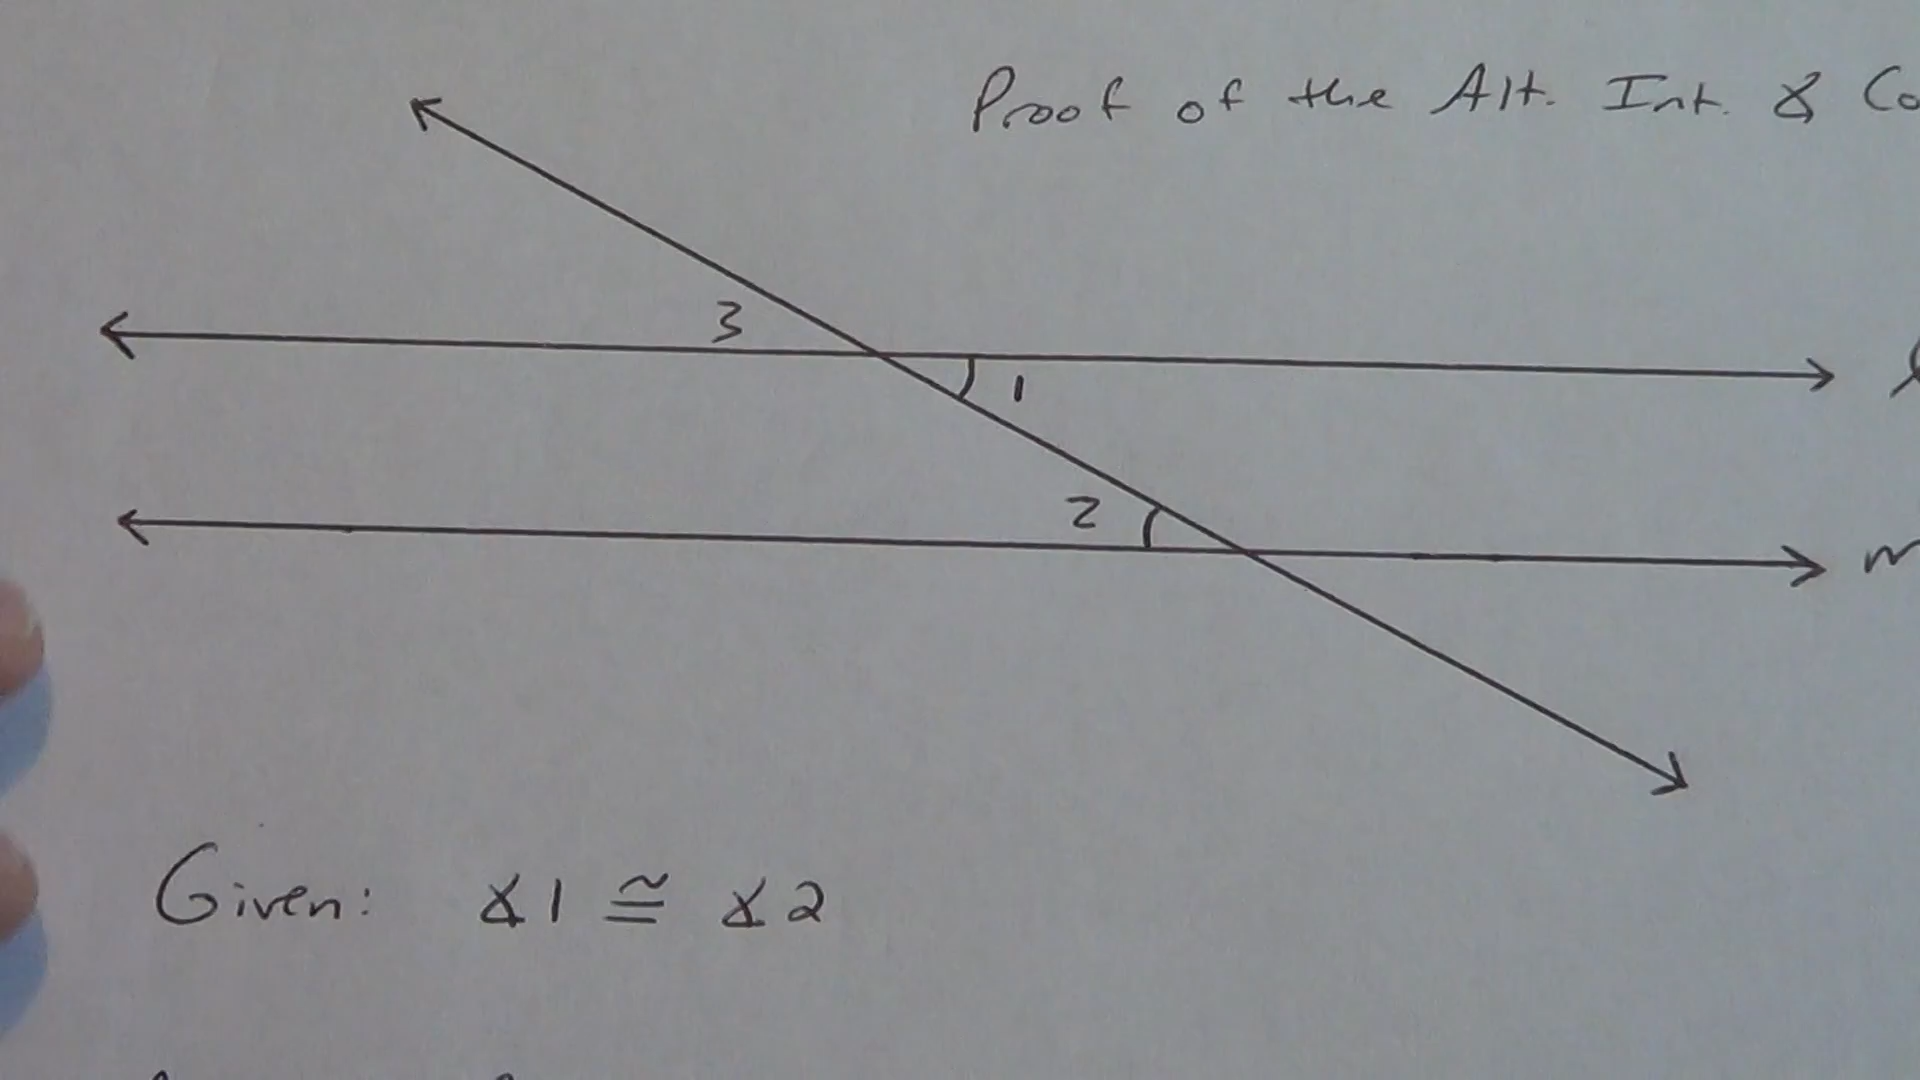 Proof of the Alt. Int. ∡ Co
3
1
l
2
m
Given: ∡1 ≅ ∡2